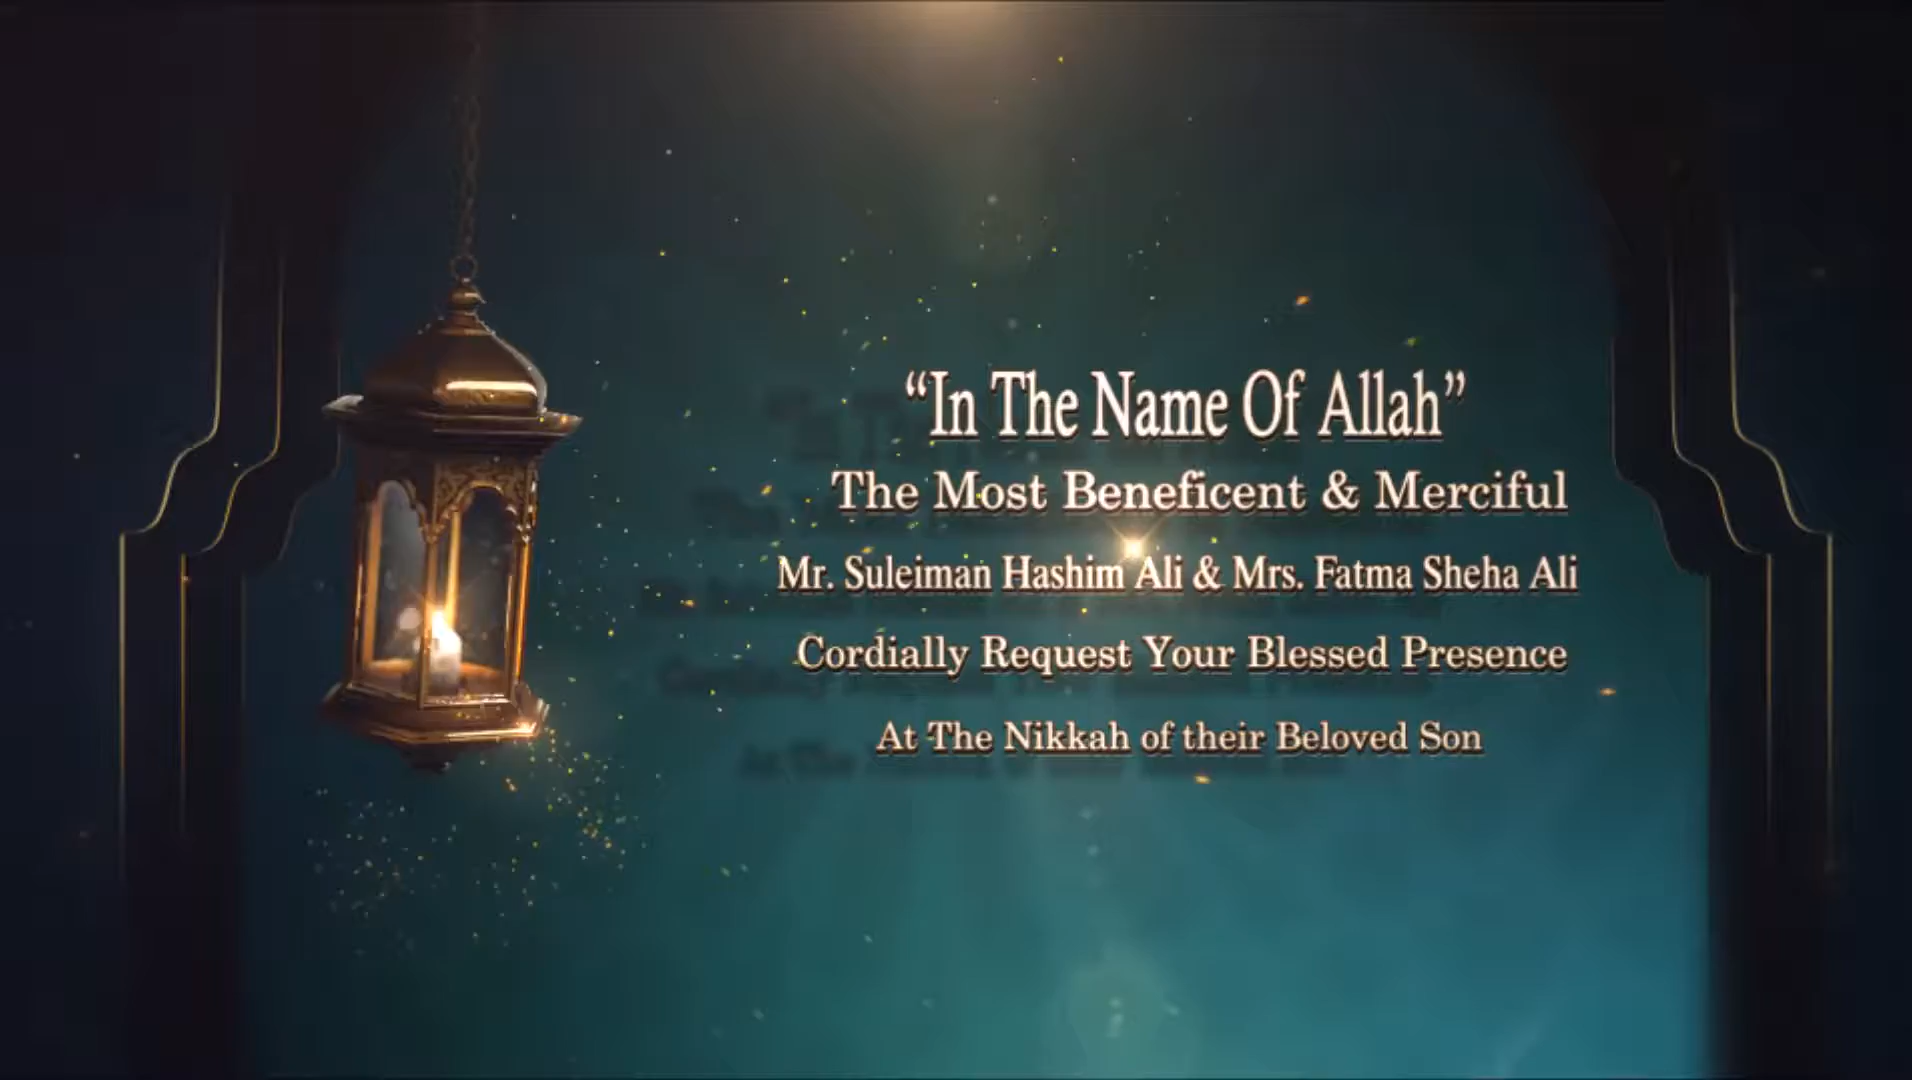 “In The Name Of Allah”
The Most Beneficent & Merciful
Mr. Suleiman Hashim Ali & Mrs. Fatma Sheha Ali
Cordially Request Your Blessed Presence
At The Nikkah of their Beloved Son